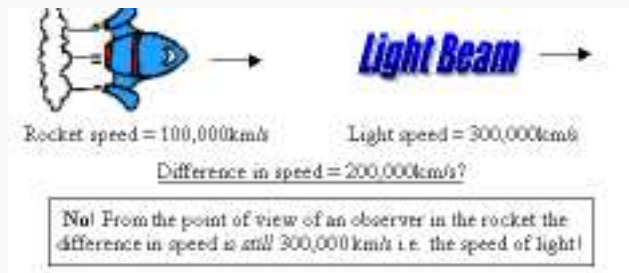 Light Beam
Rocket speed = 100,000km/s Light speed = 300,000km/s
Difference in speed = 200,000km/s?
No! From the point of view of an observer in the rocket the
difference in speed is still 300,000km/s i.e. the speed of light!